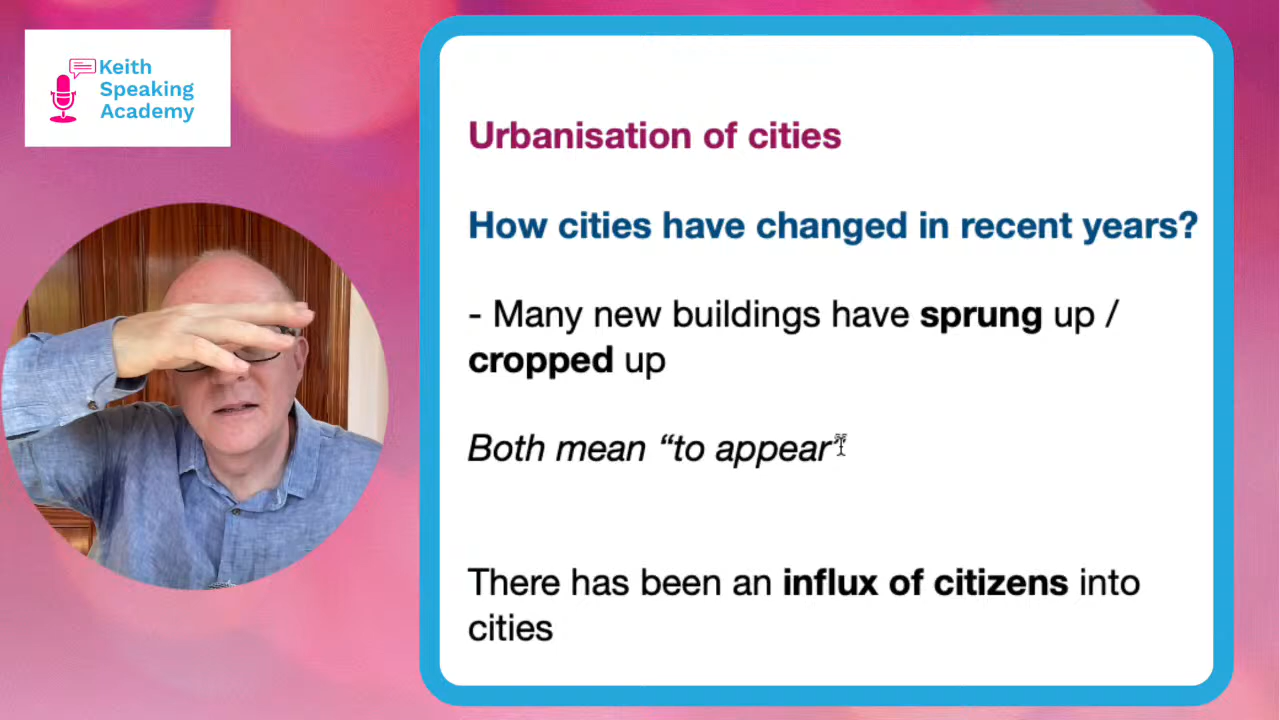 Keith
Speaking
Academy
Urbanisation of cities
How cities have changed in recent years?
- Many new buildings have sprung up /
cropped up
Both mean “to appear”
There has been an influx of citizens into
cities